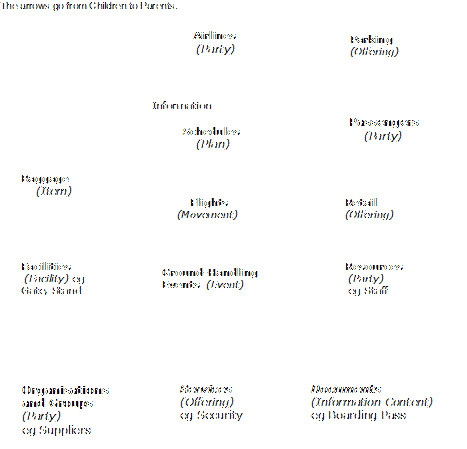 The arrows go from Children to Parents.
Airlines
(Party)
Parking
(Offering)
Information
Schedules
(Plan)
Passengers
(Party)
Baggage
(Item)
Flights
(Movement)
Retail
(Offering)
Facilities
(Facility) eg
Gate, Stand
Ground Handling
Events (Event)
Resources
(Party)
eg Staff
Organisations
and Groups
(Party)
eg Suppliers
Services
(Offering)
eg Security
Documents
(Information Content)
eg Boarding Pass